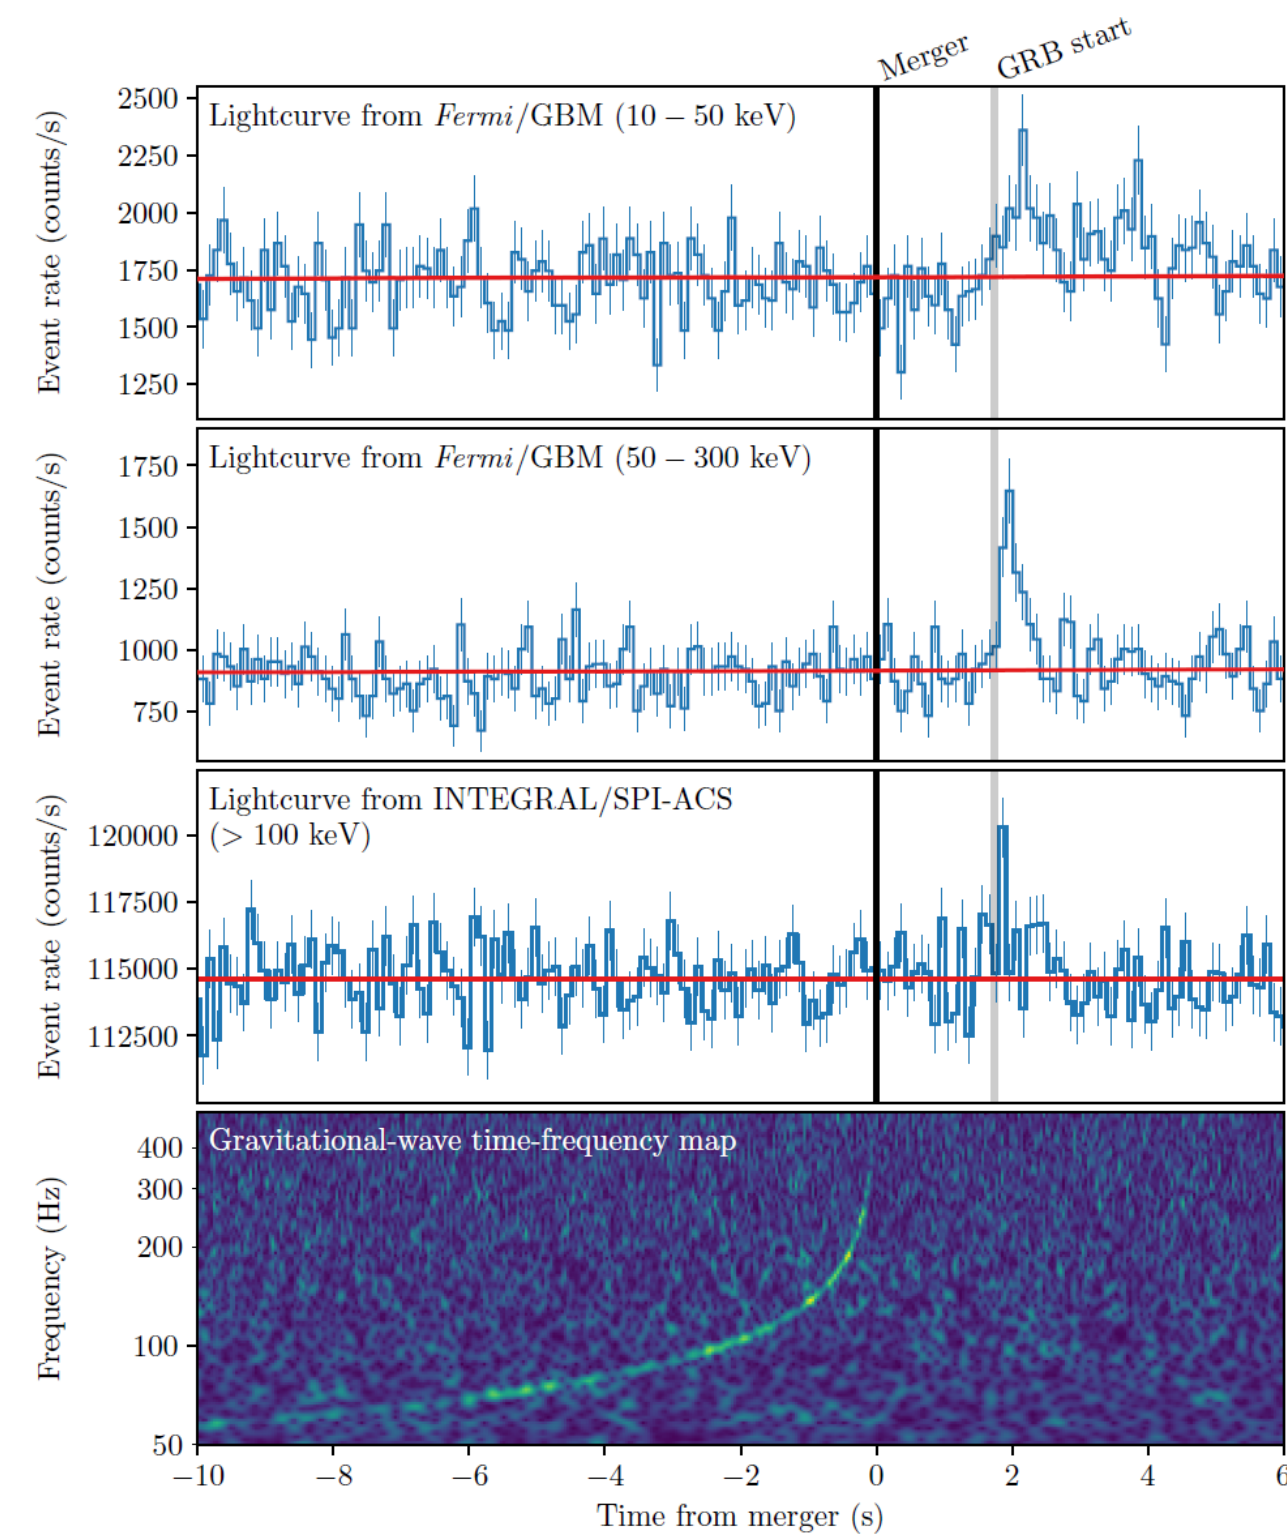 Merger GRB start
Lightcurve from Fermi/GBM (10 – 50 keV)
Event rate (counts/s)
2500
2250
2000
1750
1500
1250
Lightcurve from Fermi/GBM (50 – 300 keV)
Event rate (counts/s)
1750
1500
1250
1000
750
Lightcurve from INTEGRAL/SPI-ACS
(> 100 keV)
Event rate (counts/s)
120000
117500
115000
112500
Gravitational-wave time-frequency map
Frequency (Hz)
400
300
200
100
50
−10 −8 −6 −4 −2 0 2 4 6
Time from merger (s)